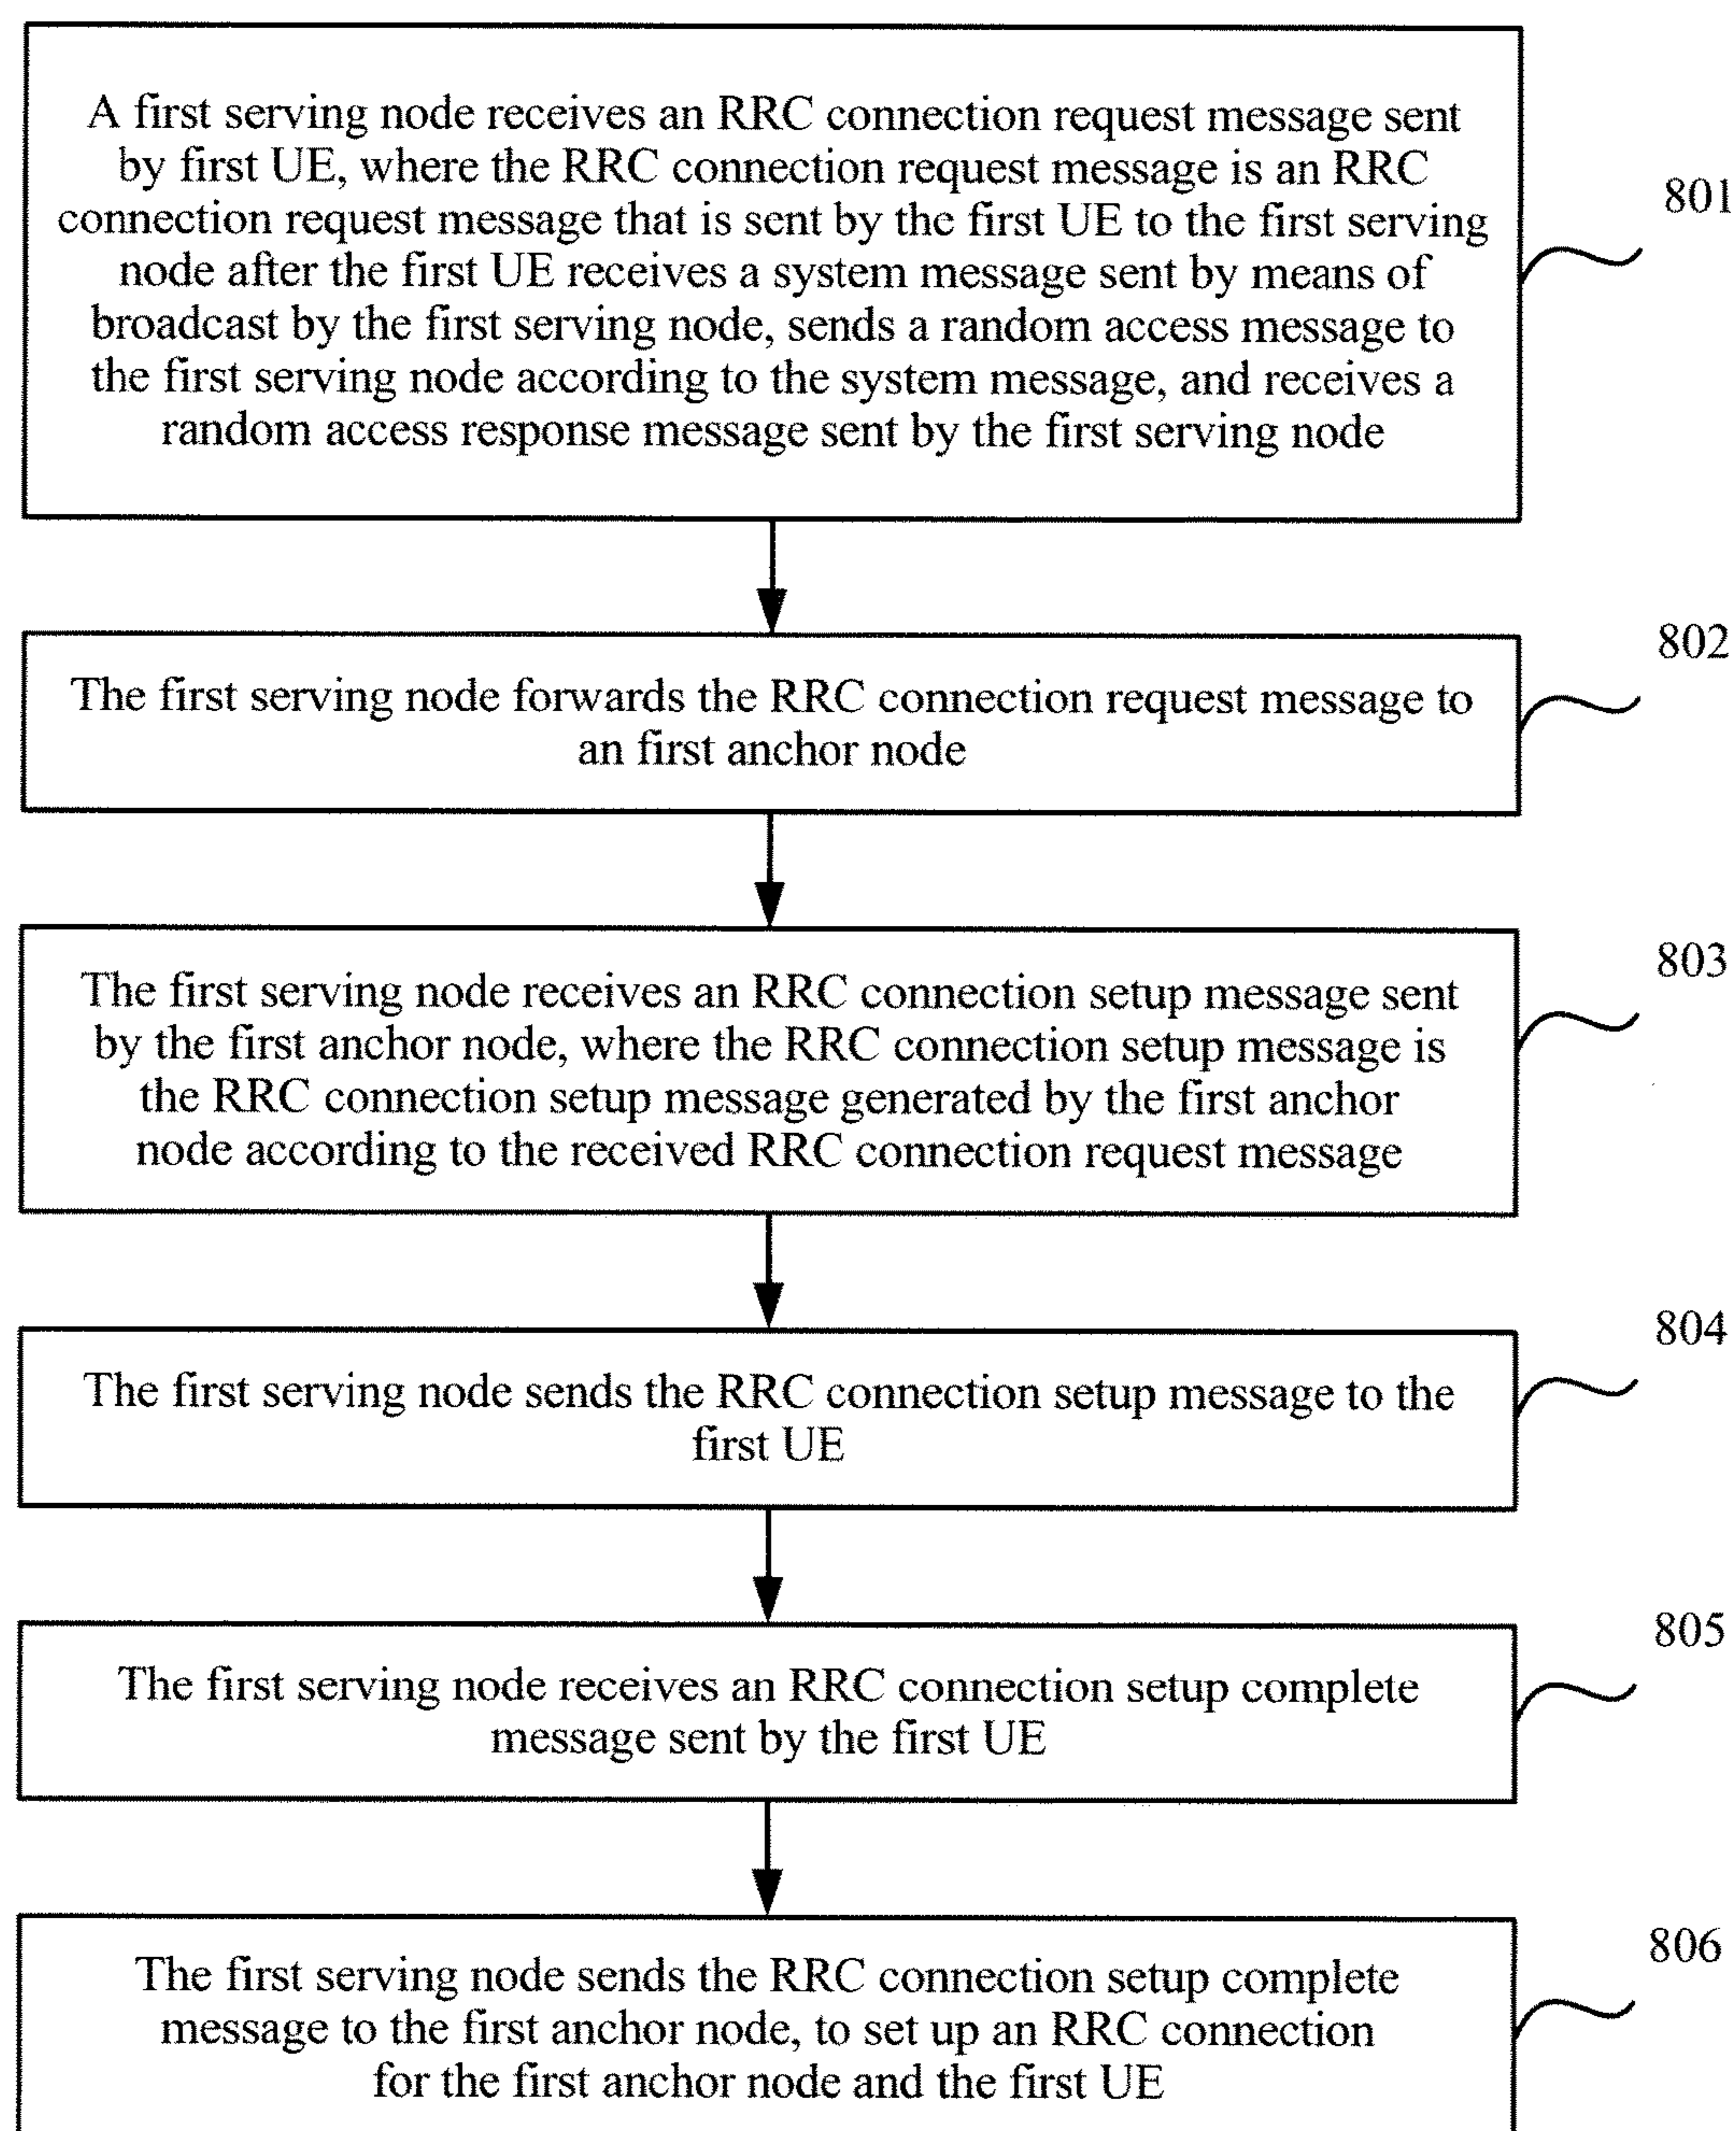 A first serving node receives an RRC connection request message sent
by first UE, where the RRC connection request message is an RRC
connection request message that is sent by the first UE to the first serving
node after the first UE receives a system message sent by means of
broadcast by the first serving node, sends a random access message to
the first serving node according to the system message, and receives a
random access response message sent by the first serving node
801
802
The first serving node forwards the RRC connection request message to
an first anchor node
803
The first serving node receives an RRC connection setup message sent
by the first anchor node, where the RRC connection setup message is
the RRC connection setup message generated by the first anchor
node according to the received RRC connection request message
804
The first serving node sends the RRC connection setup message to the
first UE
805
The first serving node receives an RRC connection setup complete
message sent by the first UE
806
The first serving node sends the RRC connection setup complete
message to the first anchor node, to set up an RRC connection
for the first anchor node and the first UE